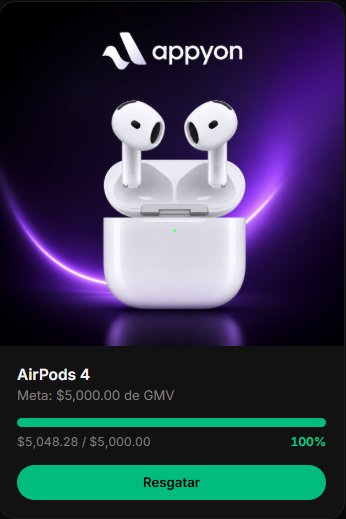 appyon
AirPods 4
Meta: $5,000.00 de GMV
$5,048.28 / $5,000.00 100%
Resgatar